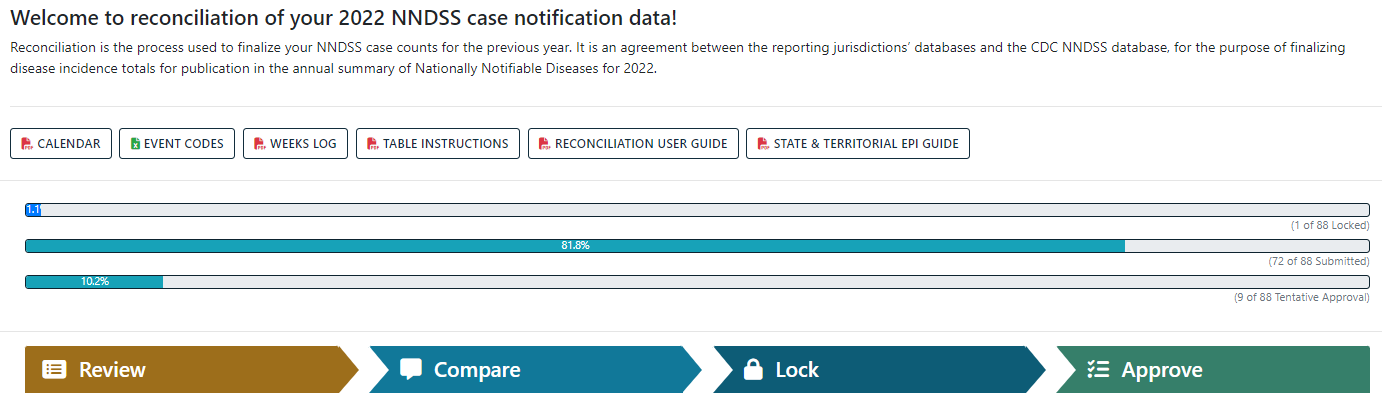 Welcome to reconciliation of your 2022 NNDSS case notification data!
Reconciliation is the process used to finalize your NNDSS case counts for the previous year. It is an agreement between the reporting jurisdictions’ databases and the CDC NNDSS database, for the purpose of finalizing
disease incidence totals for publication in the annual summary of Nationally Notifiable Diseases for 2022.
CALENDAR EVENT CODES WEEKS LOG TABLE INSTRUCTIONS RECONCILIATION USER GUIDE STATE & TERRITORIAL EPI GUIDE
1.1
(1 of 88 Locked)
81.8%
(72 of 88 Submitted)
10.2%
(9 of 88 Tentative Approval)
Review Compare Lock Approve